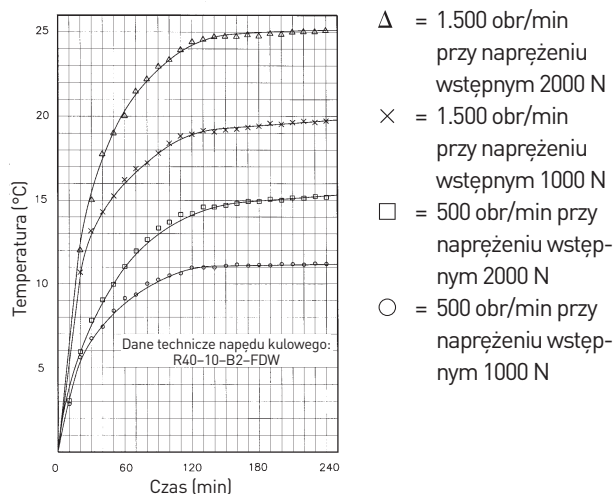 25
20
15
10
5
Temperatura (°C)
Dane technicze napędu kulowego:
R40–10–B2–FDW
0 60 120 180 240
Czas (min)
Δ = 1.500 obr/min
przy naprężeniu
wstępnym 2000 N
× = 1.500 obr/min
przy naprężeniu
wstępnym 1000 N
□ = 500 obr/min przy
naprężeniu wstęp-
nym 2000 N
○ = 500 obr/min przy
naprężeniu wstęp-
nym 1000 N